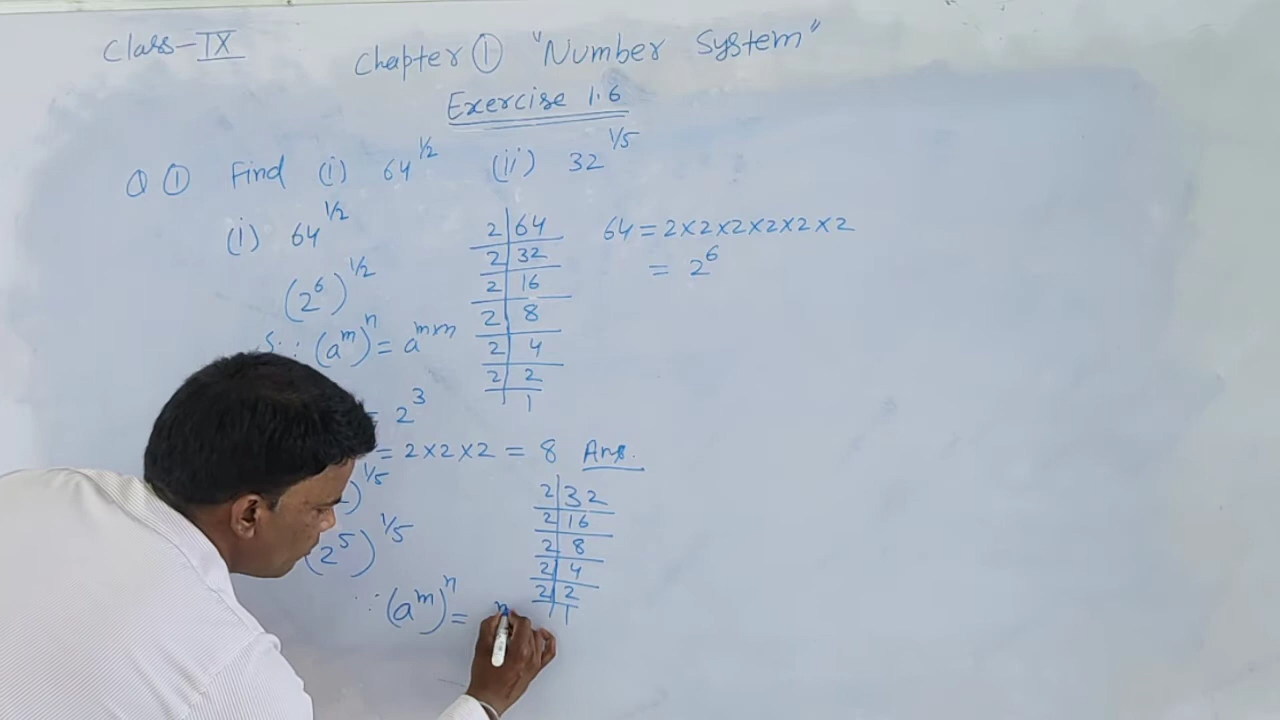 Class-IX
Chapter ① "Number System"
Exercise 1.6
Q ① Find (i) 64^1/2 (ii) 32^1/5
(i) 64^1/2
2|64
2|32
2|16
2|8
2|4
2|2
1
64 = 2×2×2×2×2×2
= 2^6
(2^6)^1/2
∵ (a^m)^n = a^m×n
= 2^3
= 2×2×2 = 8 Ans.
)^1/5
2|32
2|16
2|8
2|4
2|2
1
(2^5)^1/5
∵ (a^m)^n =